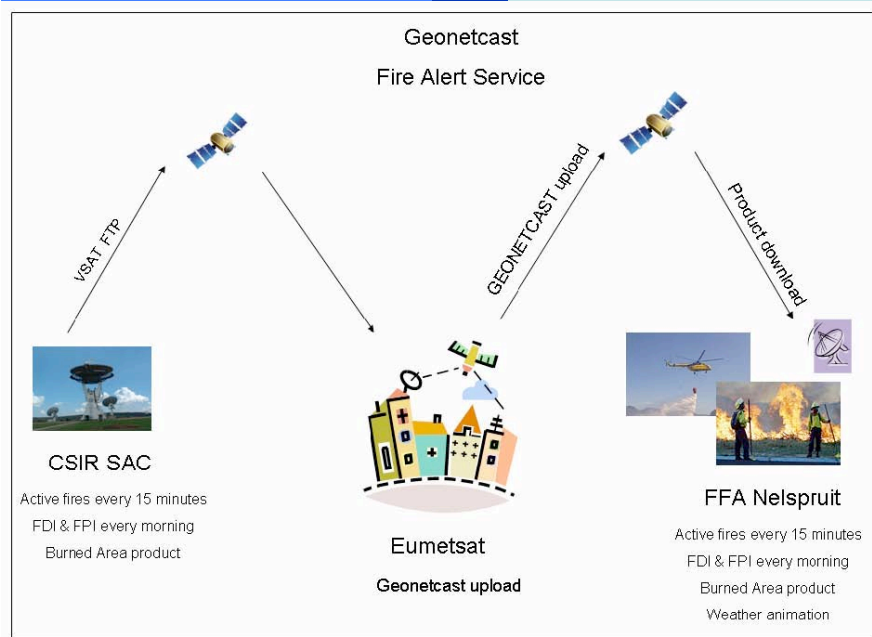 Geonetcast
Fire Alert Service
VSAT FTP
GEONETCAST upload
Product download
CSIR SAC
Active fires every 15 minutes
FDI & FPI every morning
Burned Area product
Eumetsat
Geonetcast upload
FFA Nelspruit
Active fires every 15 minutes
FDI & FPI every morning
Burned Area product
Weather animation